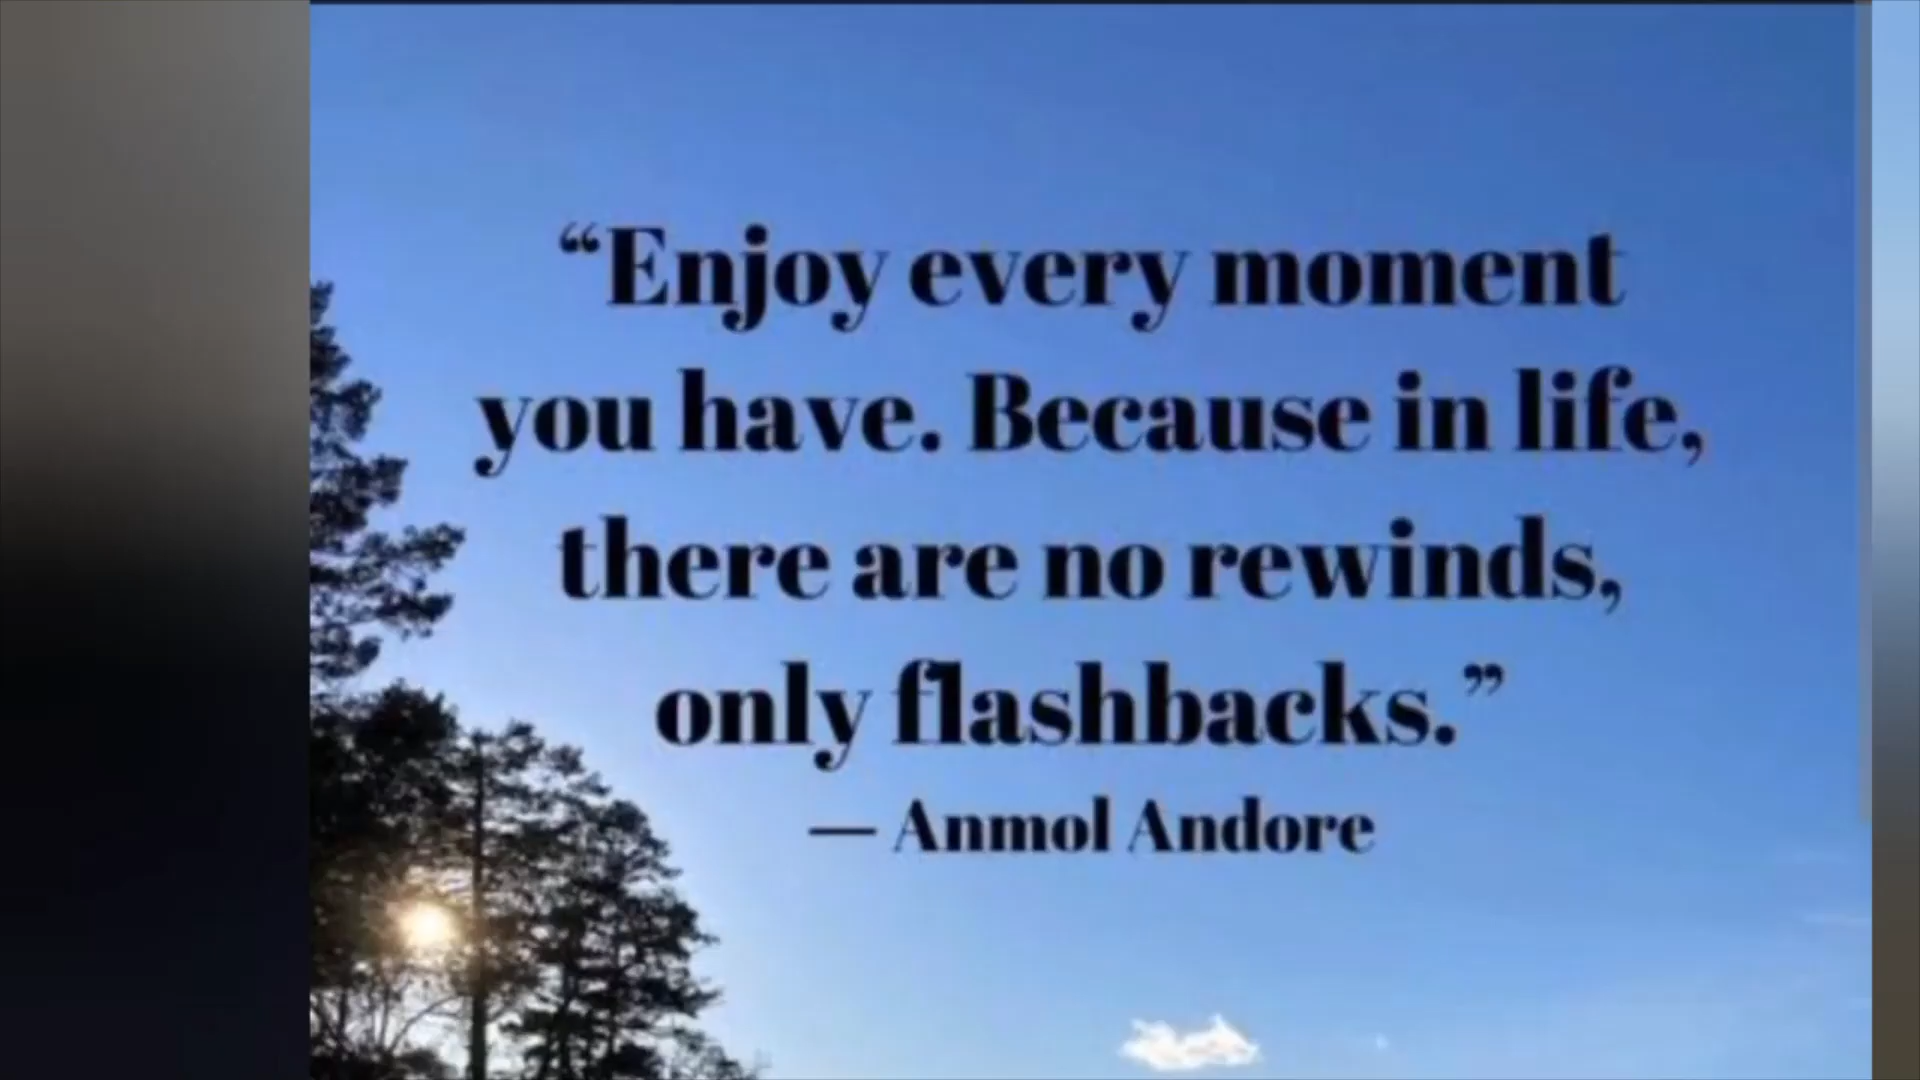 “Enjoy every moment
you have. Because in life,
there are no rewinds,
only flashbacks.”
— Anmol Andore